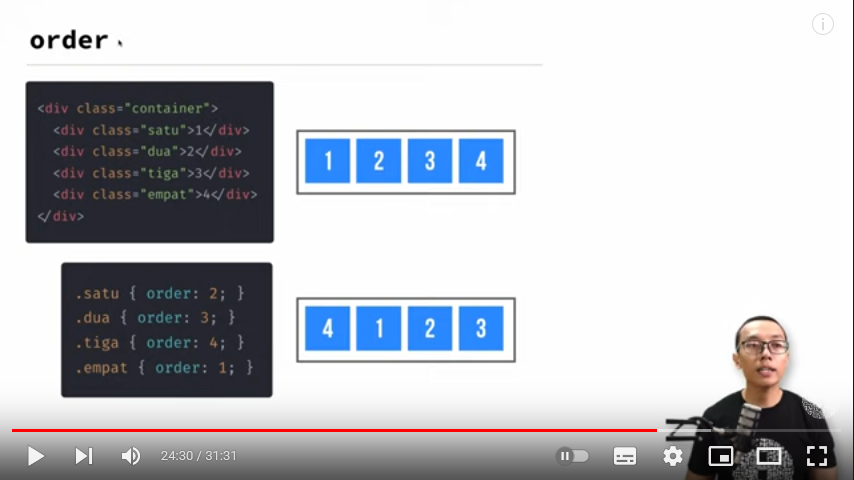 order
<div class="container">
<div class="satu">1</div>
<div class="dua">2</div>
<div class="tiga">3</div>
<div class="empat">4</div>
</div>
1 2 3 4
.satu { order: 2; }
.dua { order: 3; }
.tiga { order: 4; }
.empat { order: 1; }
4 1 2 3
24:30 / 31:31